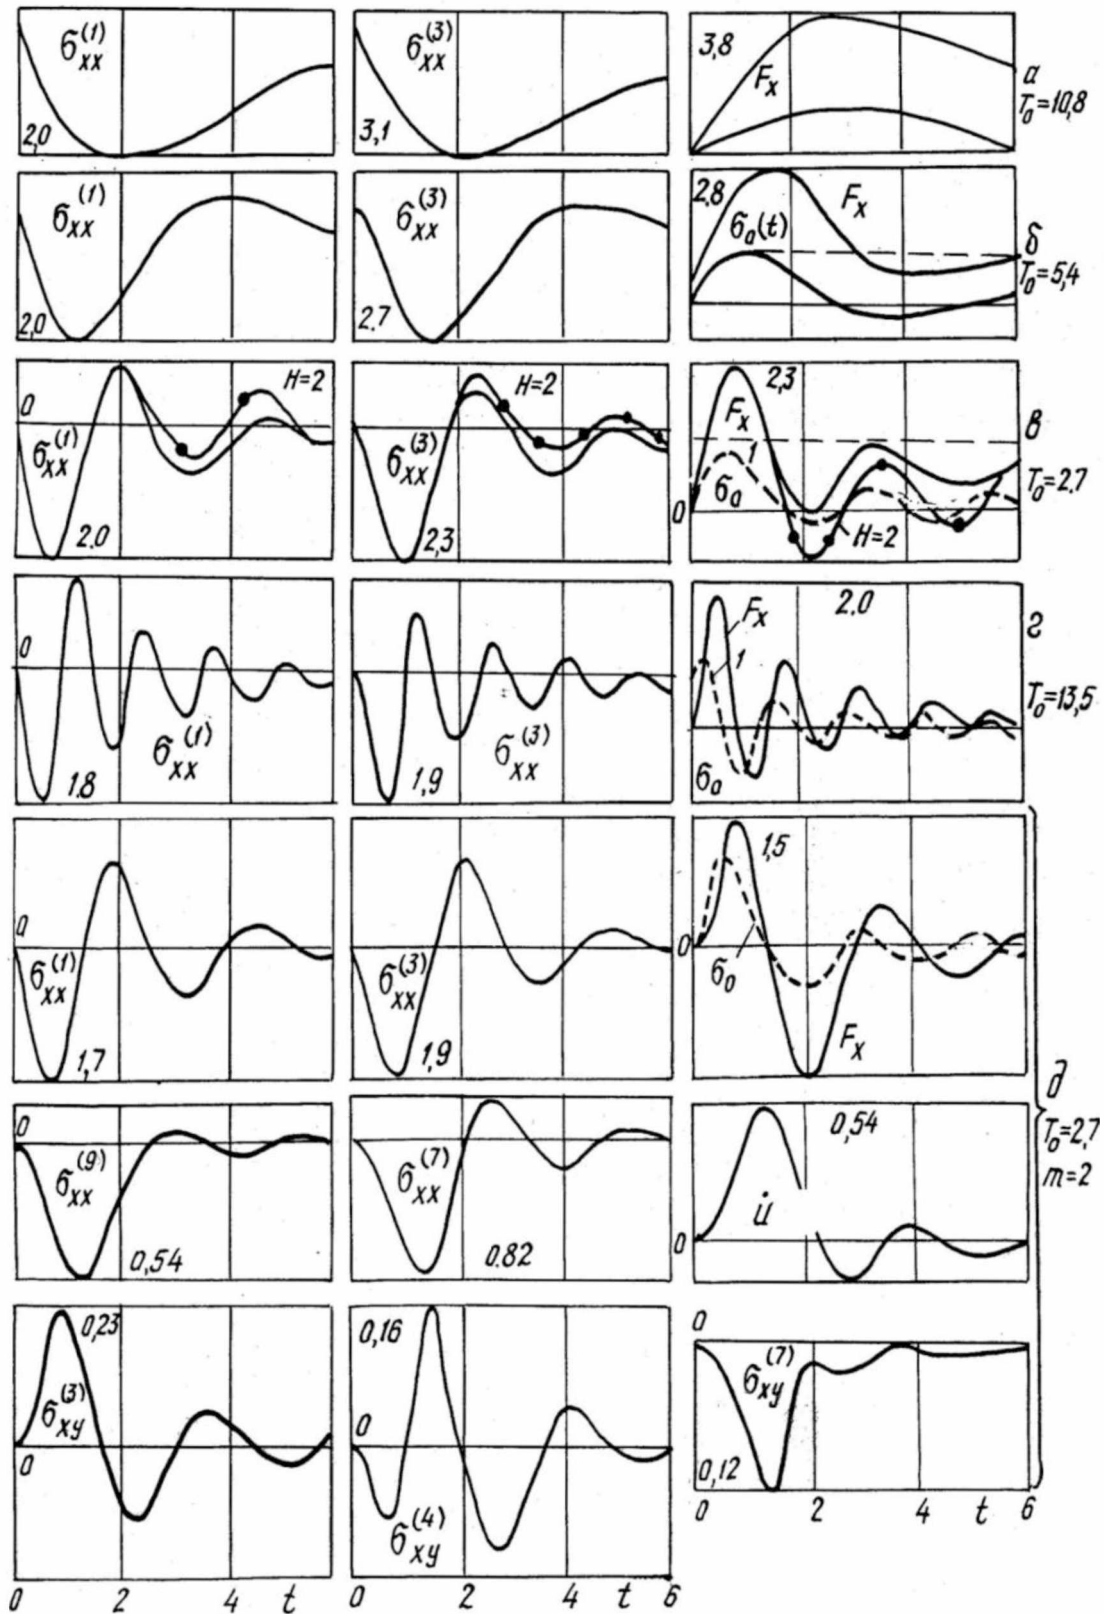 σxx(1)
2,0
σxx(3)
3,1
3,8
Fx
а
T0=10,8
σxx(1)
2,0
σxx(3)
2,7
2,8
Fx
σa(t)
б
T0=5,4
0
σxx(1)
H=2
2,0
σxx(3)
H=2
2,3
2,3
Fx
1
σa
0
H=2
в
T0=2,7
0
σxx(1)
1,8
σxx(3)
1,9
2,0
Fx
1
σa
г
T0=13,5
0
σxx(1)
1,7
σxx(3)
1,9
1,5
0
σ0
Fx
0
σxx(9)
0,54
σxx(7)
0,82
0,54
u̇
0
д
T0=2,7
m=2
0,23
σxy(3)
0
0,16
0
σxy(4)
0
σxy(7)
0,12
0 2 4 t
0 2 4 t 6
0 2 4 t 6